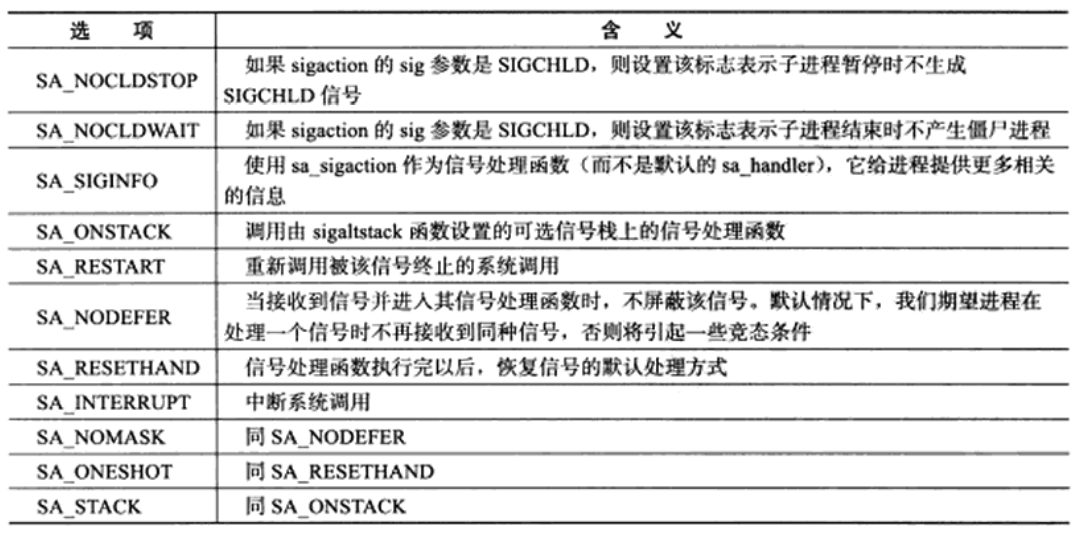 选 项 含 义
SA_NOCLDSTOP 如果 sigaction 的 sig 参数是 SIGCHLD，则设置该标志表示子进程暂停时不生成
SIGCHLD 信号
SA_NOCLDWAIT 如果 sigaction 的 sig 参数是 SIGCHLD，则设置该标志表示子进程结束时不产生僵尸进程
SA_SIGINFO 使用 sa_sigaction 作为信号处理函数（而不是默认的 sa_handler），它给进程提供更多相关
的信息
SA_ONSTACK 调用由 sigaltstack 函数设置的可选信号栈上的信号处理函数
SA_RESTART 重新调用被该信号终止的系统调用
SA_NODEFER 当接收到信号并进入其信号处理函数时，不屏蔽该信号。默认情况下，我们期望进程在
处理一个信号时不再接收到同种信号，否则将引起一些竞态条件
SA_RESETHAND 信号处理函数执行完以后，恢复信号的默认处理方式
SA_INTERRUPT 中断系统调用
SA_NOMASK 同 SA_NODEFER
SA_ONESHOT 同 SA_RESETHAND
SA_STACK 同 SA_ONSTACK